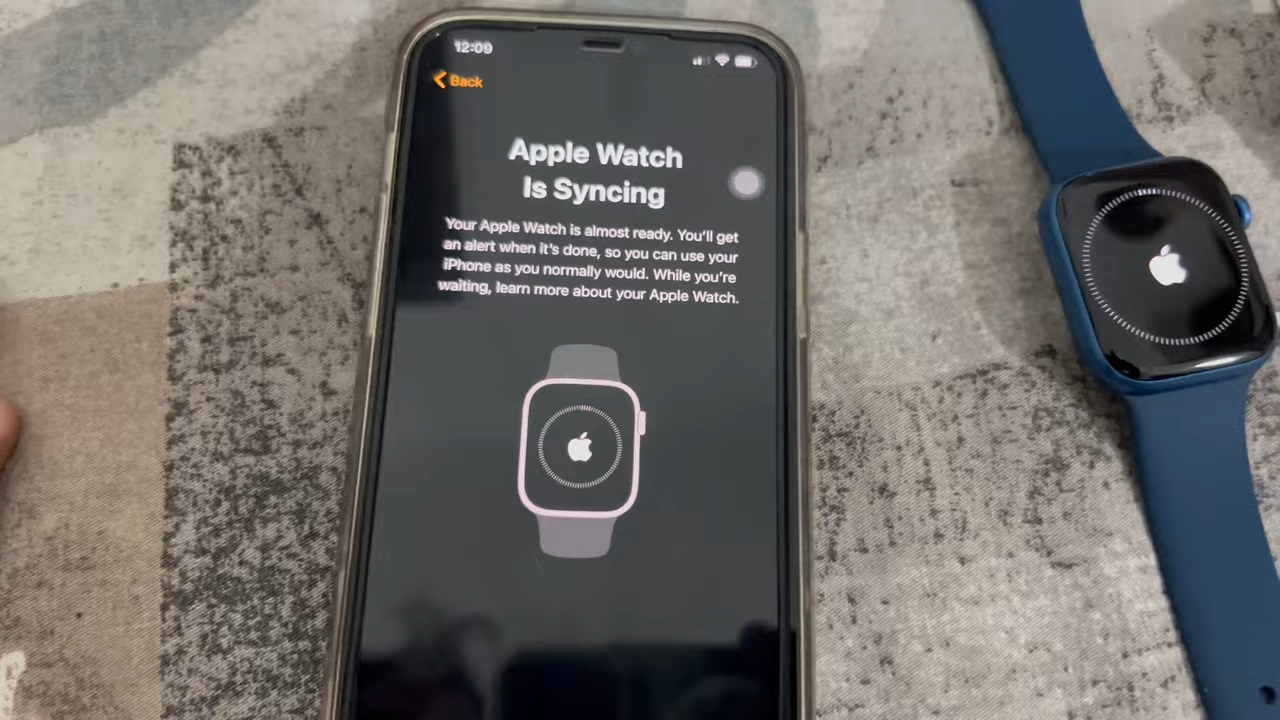 12:09
Back
Apple Watch
Is Syncing
Your Apple Watch is almost ready. You'll get
an alert when it's done, so you can use your
iPhone as you normally would. While you're
waiting, learn more about your Apple Watch.